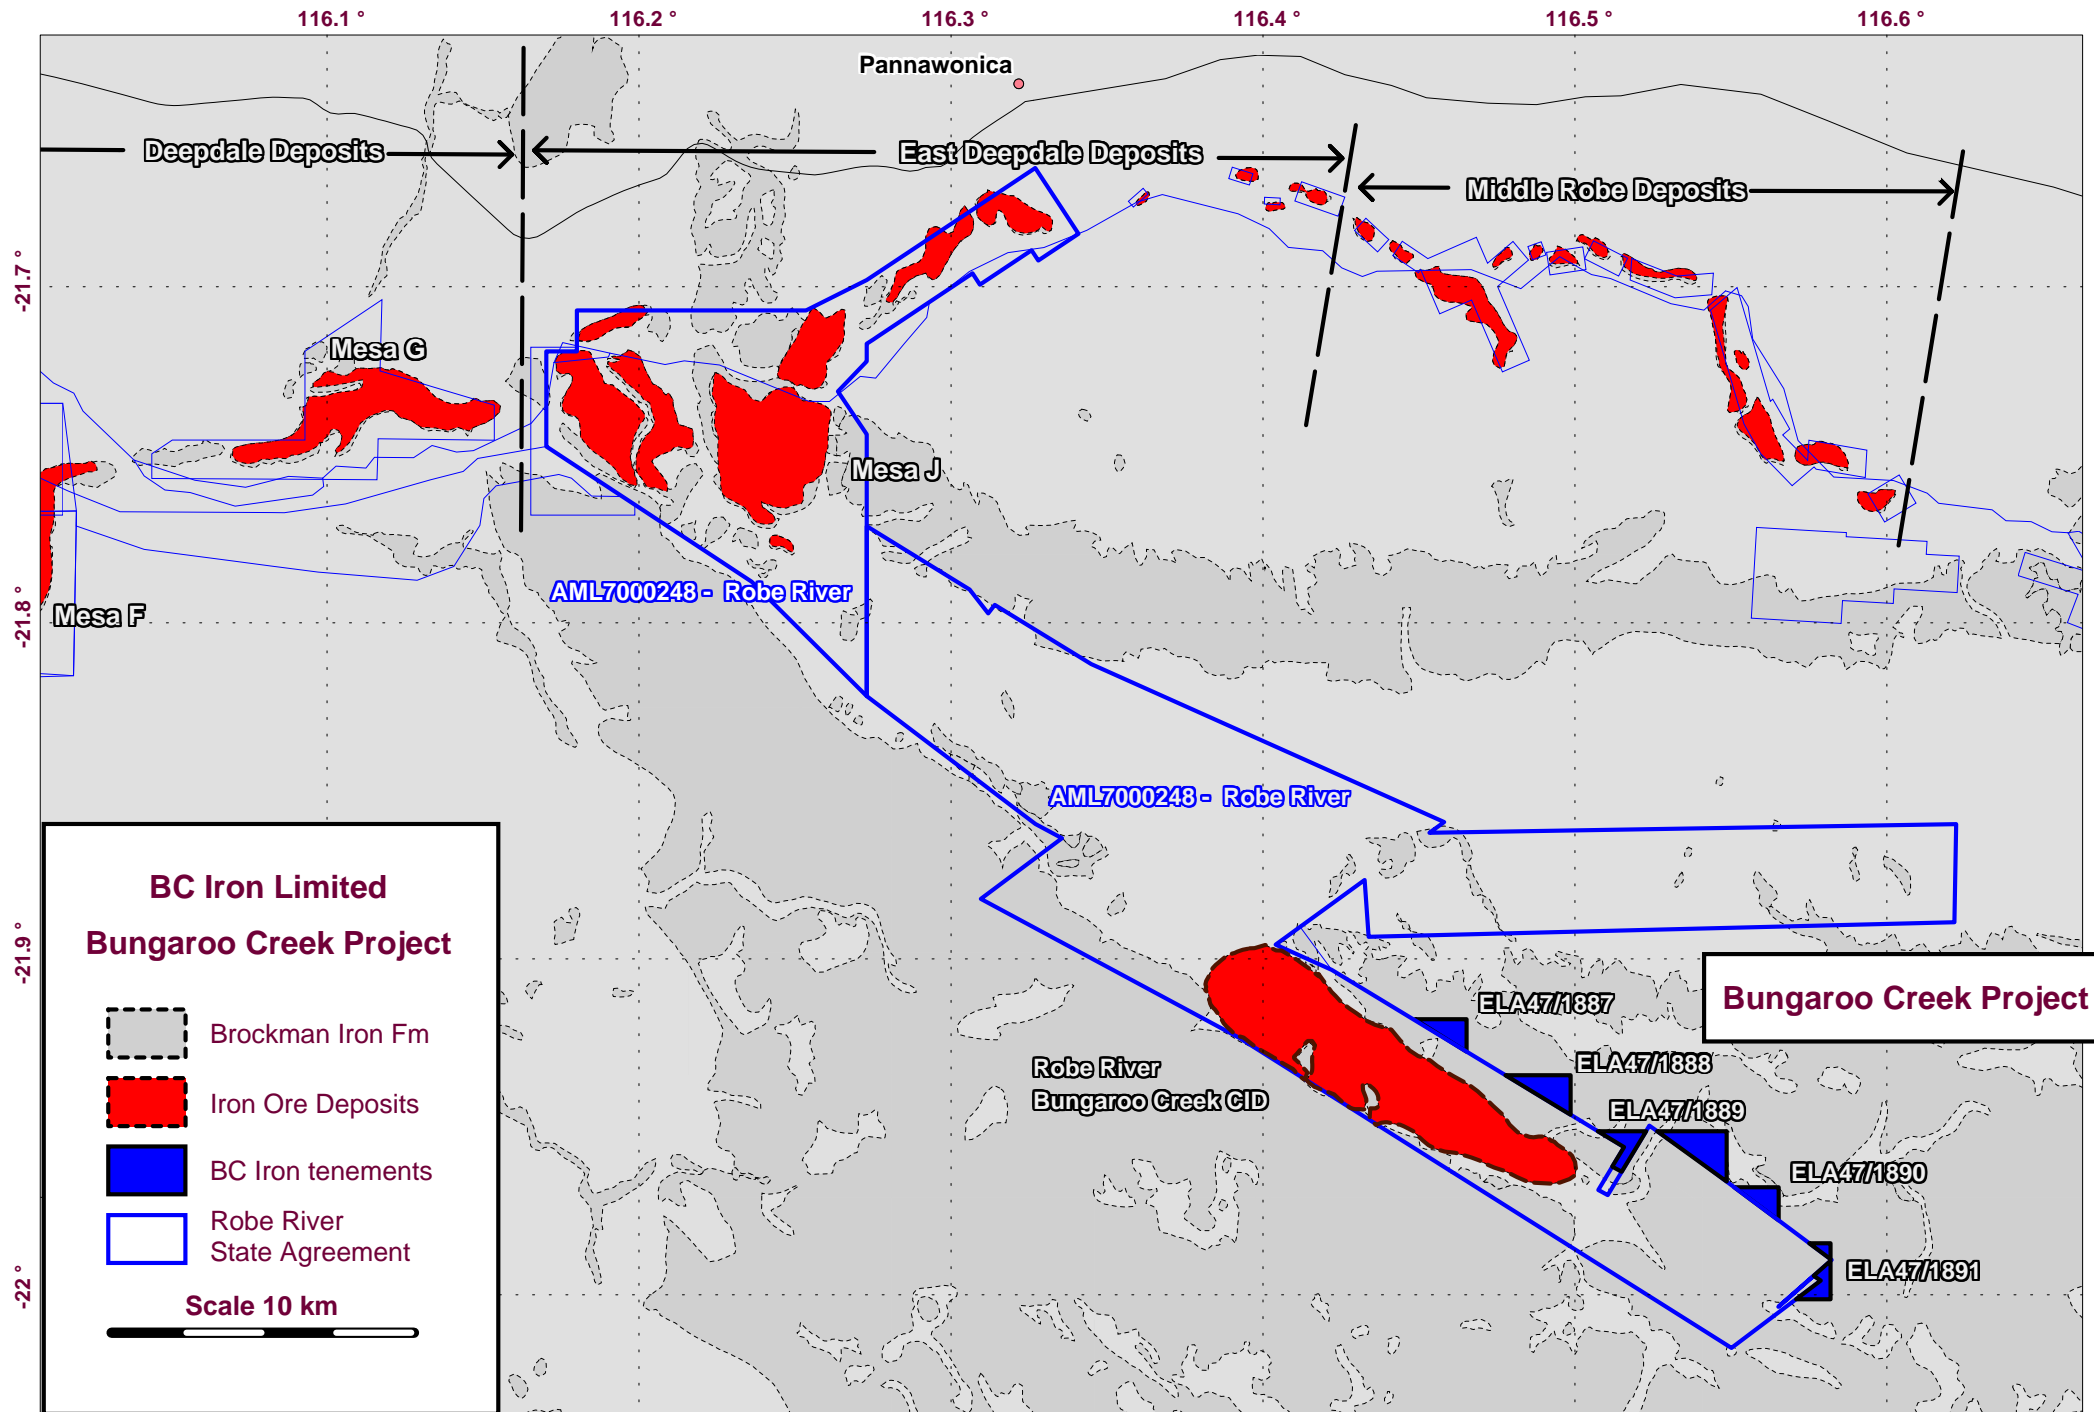 116.1 °
116.2 °
116.3 °
116.4 °
116.5 °
116.6 °
Pannawonica
Deepdale Deposits
East Deepdale Deposits
Middle Robe Deposits
-21.7 °
Mesa G
Mesa J
AML7000248 - Robe River
Mesa F
-21.8 °
AML7000248 - Robe River
BC Iron Limited
Bungaroo Creek Project
-21.9 °
Bungaroo Creek Project
ELA47/1887
Brockman Iron Fm
Robe River
Bungaroo Creek CID
ELA47/1888
Iron Ore Deposits
ELA47/1889
BC Iron tenements
ELA47/1890
Robe River
State Agreement
ELA47/1891
-22 °
Scale 10 km